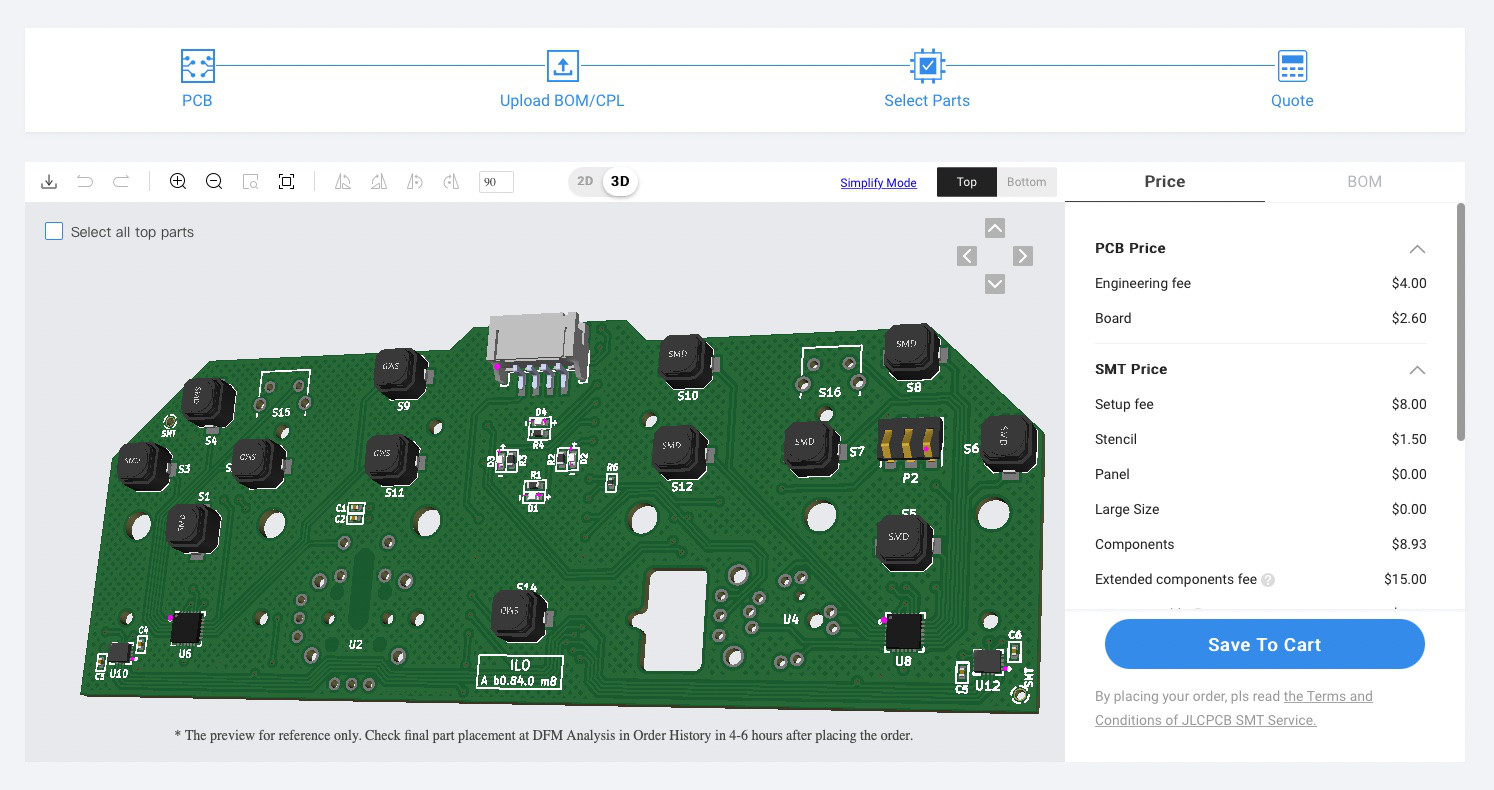 PCB
Upload BOM/CPL
Select Parts
Quote
90
2D
3D
Simplify Mode
Top
Bottom
Price
BOM
Select all top parts
PCB Price
Engineering fee $4.00
Board $2.60
SMT Price
Setup fee $8.00
Stencil $1.50
Panel $0.00
Large Size $0.00
Components $8.93
Extended components fee ? $15.00
Save To Cart
By placing your order, pls read the Terms and
Conditions of JLCPCB SMT Service.
SMD
S8
SMD
S10
S16
S9
S15
S4
SMT
D4
R4
SMD
S7
S6
SMD
S3
S11
SMD
S12
P2
D3
R3
R2
D2
R6
R1
D1
S1
SMD
C1
C2
S5
SMD
S14
U4
U2
U6
C4
U10
ILO
A b0.84.0 m8
U8
C6
U12
C5
SMT
* The preview for reference only. Check final part placement at DFM Analysis in Order History in 4-6 hours after placing the order.